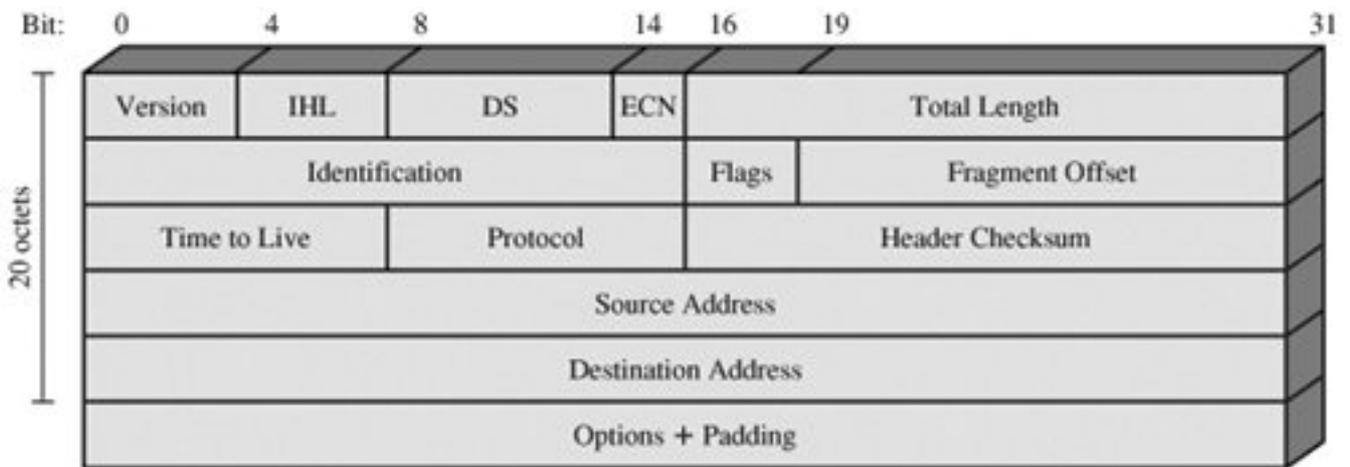 Bit: 0 4 8 14 16 19 31
Version IHL DS ECN Total Length
Identification Flags Fragment Offset
Time to Live Protocol Header Checksum
20 octets
Source Address
Destination Address
Options + Padding